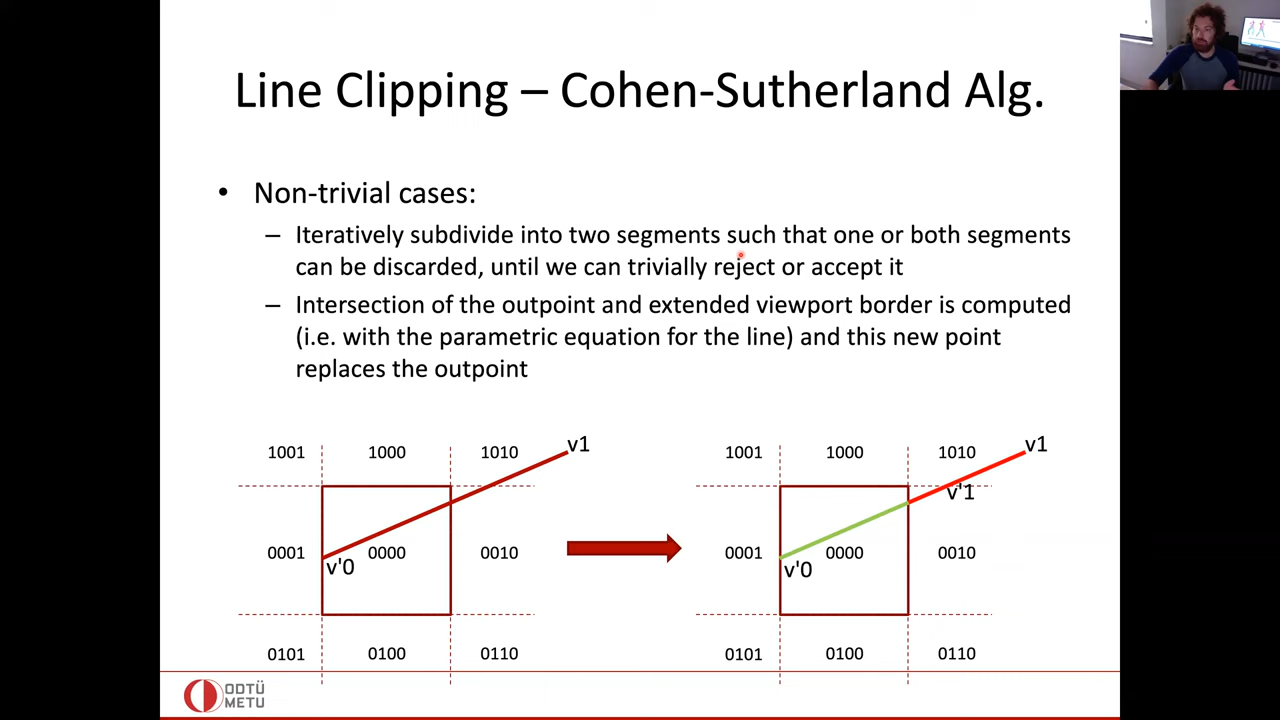 Line Clipping – Cohen-Sutherland Alg.
• Non-trivial cases:
– Iteratively subdivide into two segments such that one or both segments
can be discarded, until we can trivially reject or accept it
– Intersection of the outpoint and extended viewport border is computed
(i.e. with the parametric equation for the line) and this new point
replaces the outpoint
1001 1000 1010 v1
0001 0000 0010
v'0
0101 0100 0110
1001 1000 1010 v1
v'1
0001 0000 0010
v'0
0101 0100 0110
ODTÜ
METU